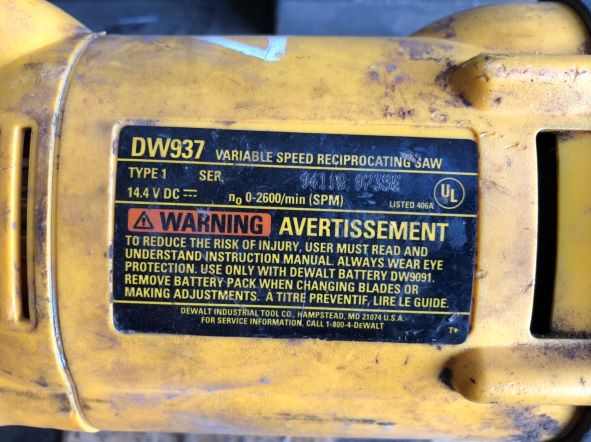 DW937 VARIABLE SPEED RECIPROCATING SAW
TYPE 1 SER.
14.4 V DC ⎓ n₀ 0-2600/min (SPM) LISTED 406A
UL
⚠ WARNING AVERTISSEMENT
TO REDUCE THE RISK OF INJURY, USER MUST READ AND
UNDERSTAND INSTRUCTION MANUAL. ALWAYS WEAR EYE
PROTECTION. USE ONLY WITH DEWALT BATTERY DW9091.
REMOVE BATTERY PACK WHEN CHANGING BLADES OR
MAKING ADJUSTMENTS. À TITRE PRÉVENTIF, LIRE LE GUIDE.
DEWALT INDUSTRIAL TOOL CO., HAMPSTEAD, MD 21074 U.S.A.
FOR SERVICE INFORMATION, CALL 1-800-4-DEWALT
T+